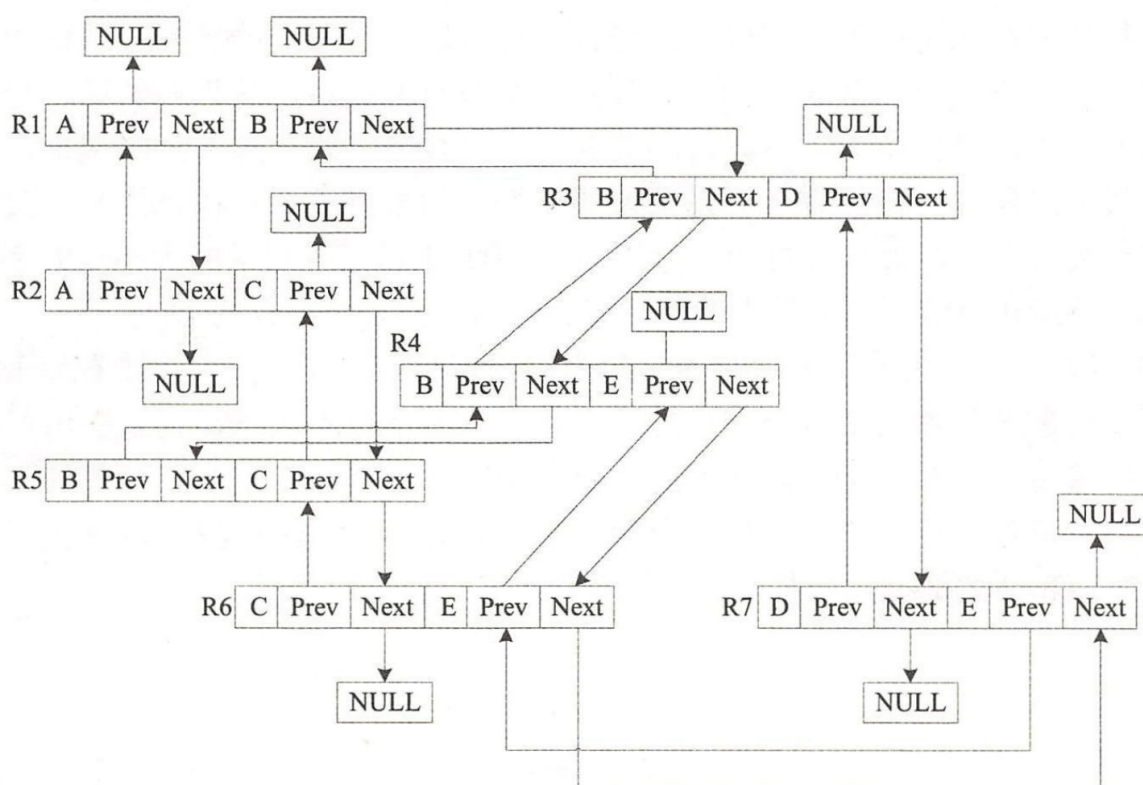 NULL NULL
R1 A Prev Next B Prev Next
NULL
R3 B Prev Next D Prev Next
NULL
R2 A Prev Next C Prev Next
NULL
R4
NULL
B Prev Next E Prev Next
R5 B Prev Next C Prev Next
NULL
R6 C Prev Next E Prev Next R7 D Prev Next E Prev Next
NULL NULL